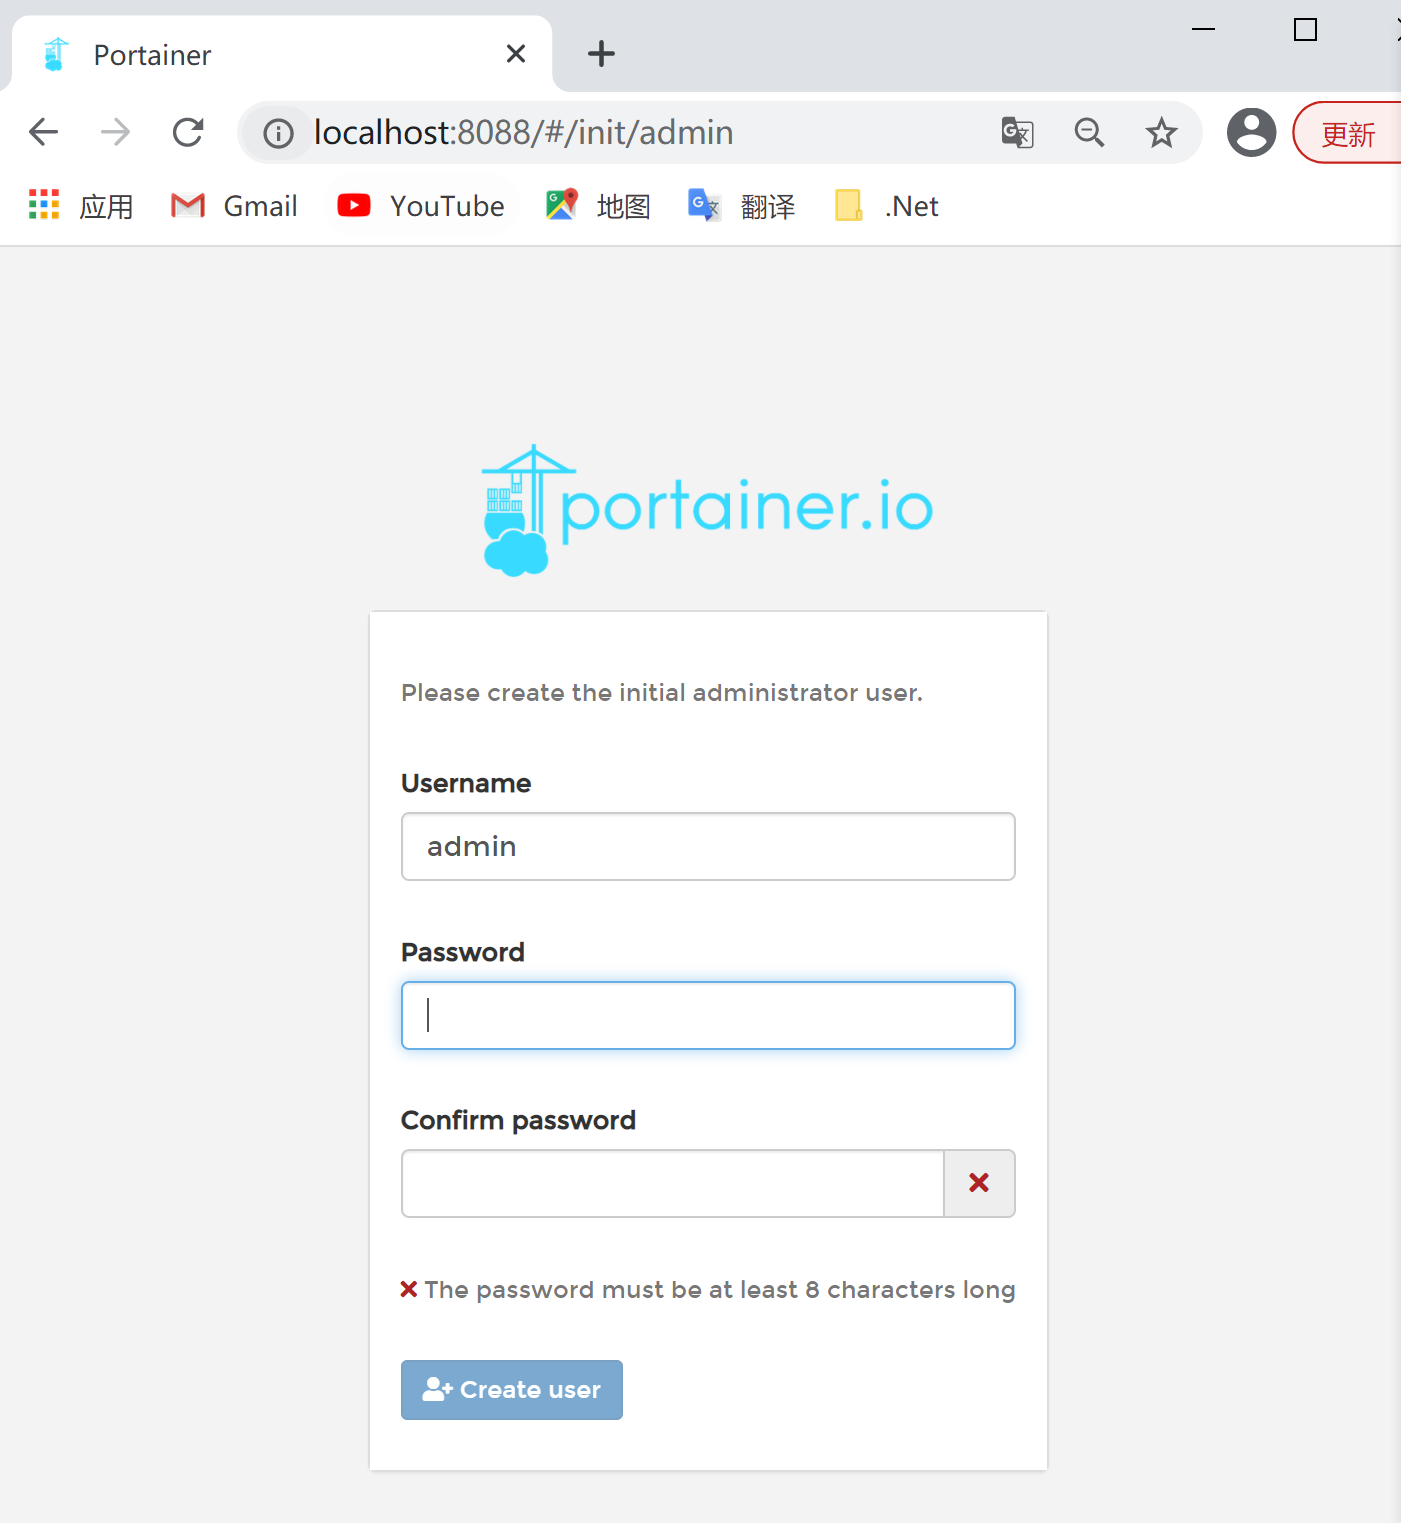 Portainer
localhost:8088/#/init/admin
更新
应用 Gmail YouTube 地图 翻译 .Net
portainer.io
Please create the initial administrator user.
Username
admin
Password
Confirm password
The password must be at least 8 characters long
Create user